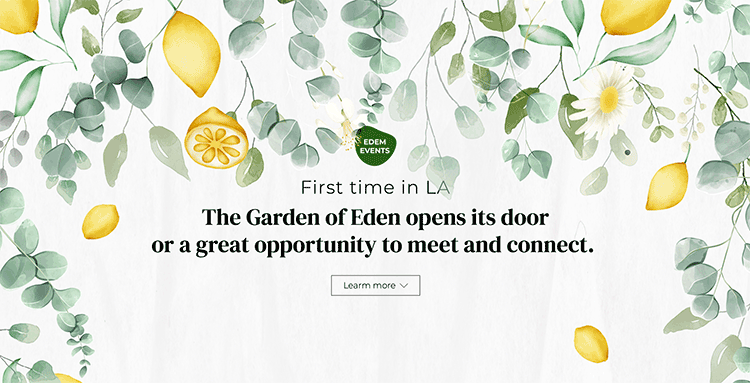 EDEM
EVENTS
First time in LA
The Garden of Eden opens its door
or a great opportunity to meet and connect.
Learm more